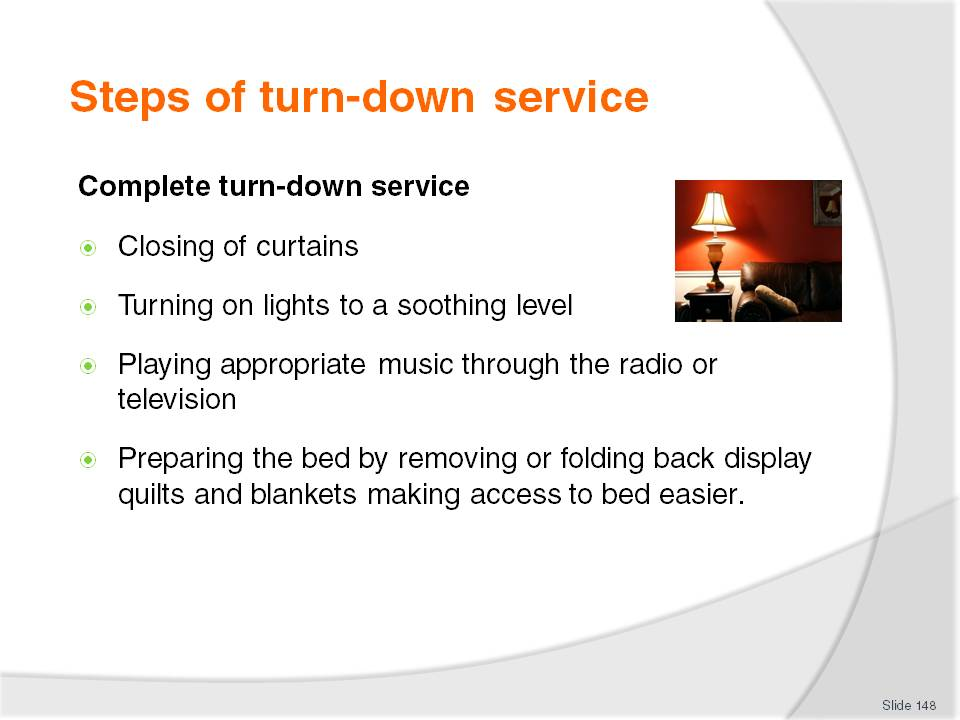 Steps of turn-down service
Complete turn-down service
Closing of curtains
Turning on lights to a soothing level
Playing appropriate music through the radio or
television
Preparing the bed by removing or folding back display
quilts and blankets making access to bed easier.
Slide 148